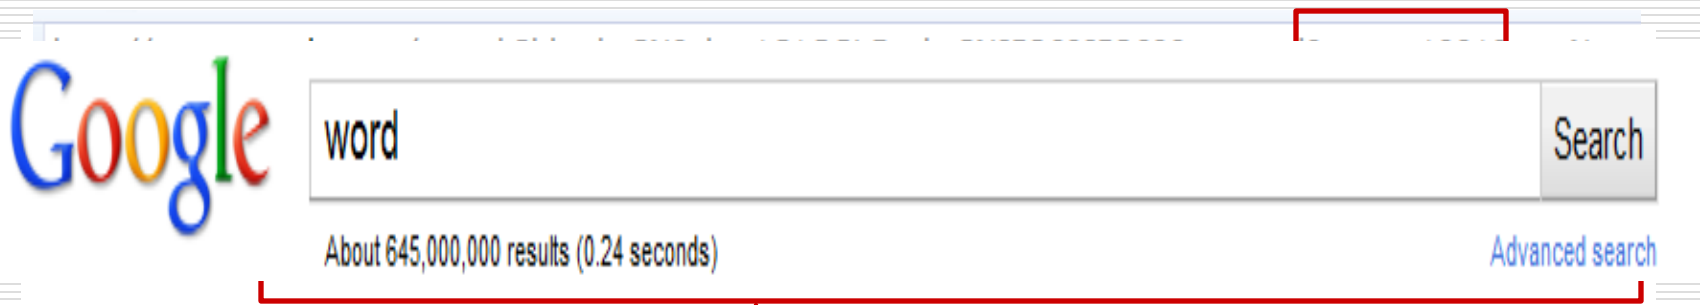 Google
word Search
About 645,000,000 results (0.24 seconds) Advanced search